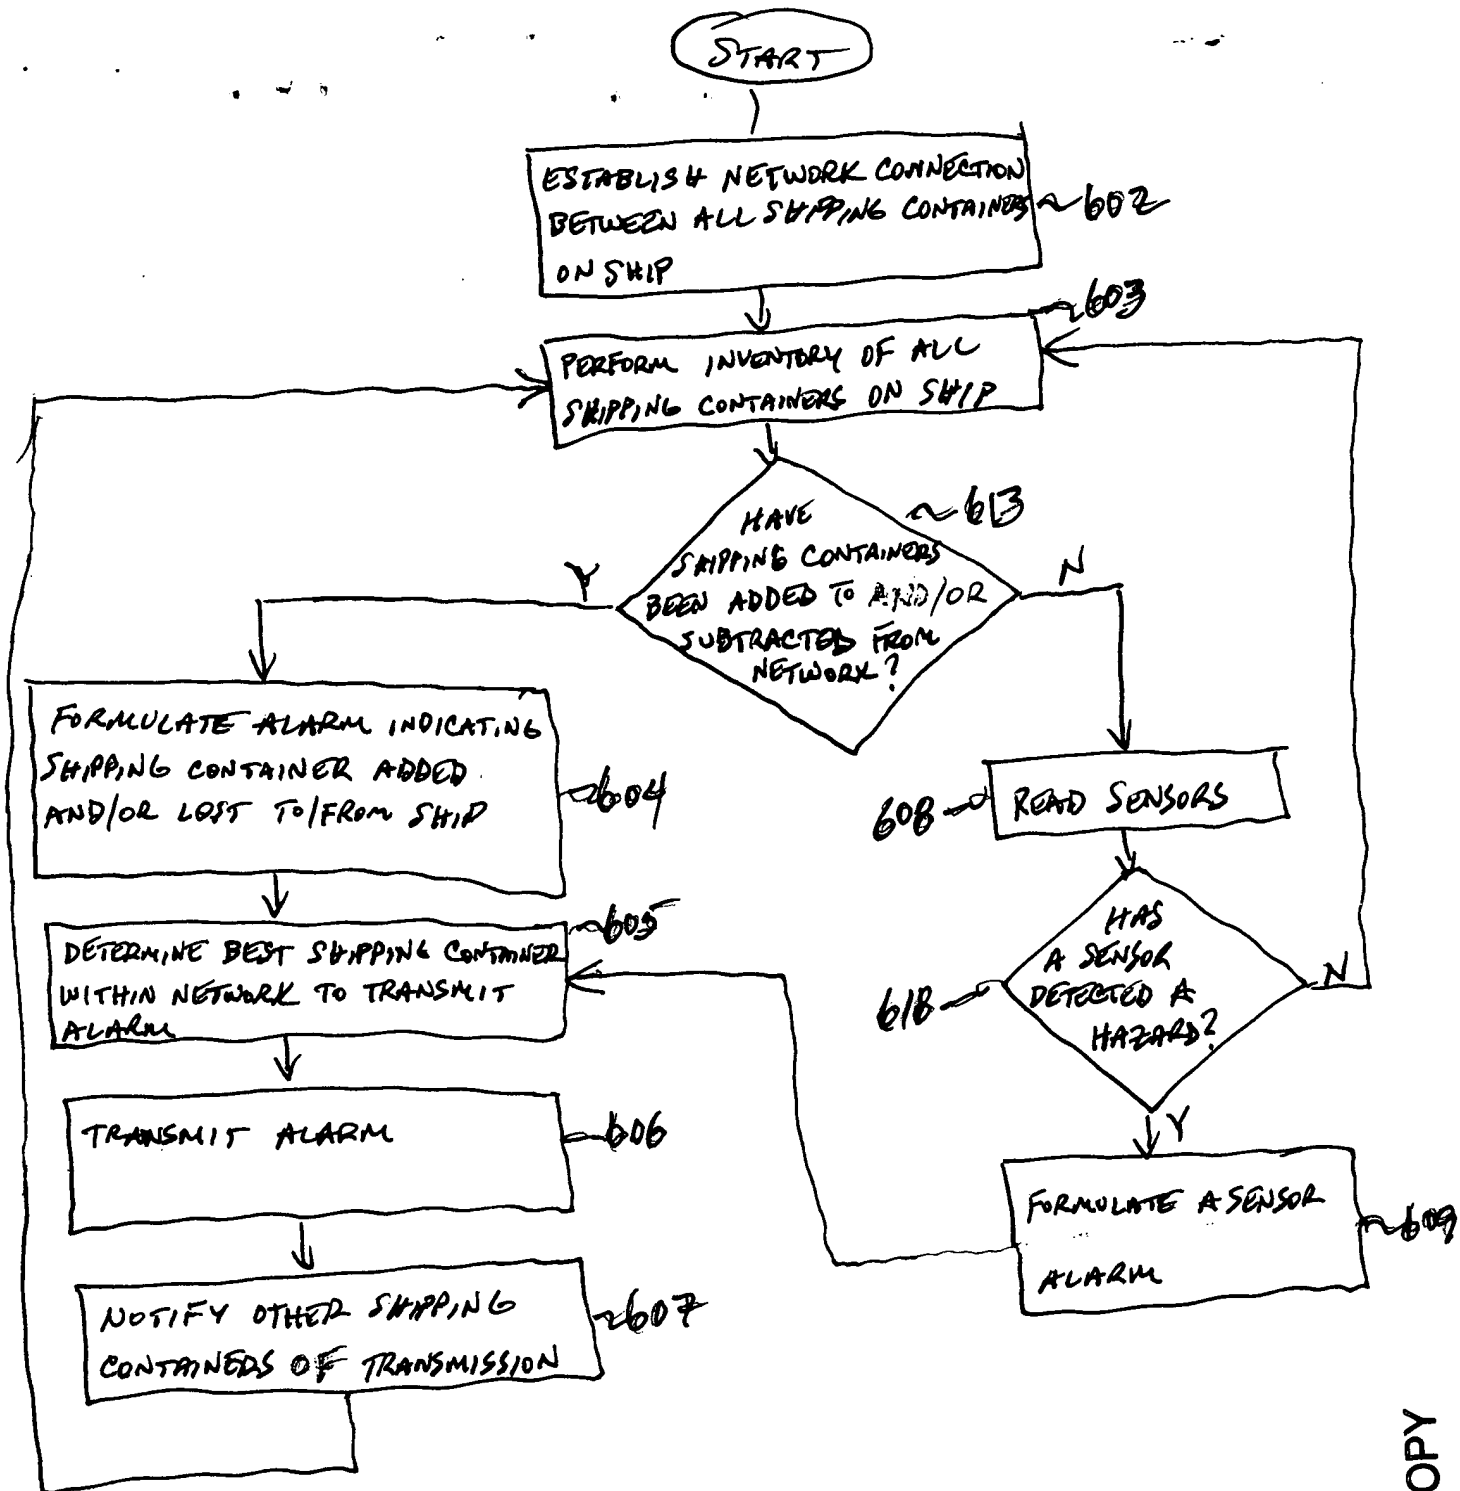 START
ESTABLISH NETWORK CONNECTION
BETWEEN ALL SHIPPING CONTAINERS
ON SHIP
602
603
PERFORM INVENTORY OF ALL
SHIPPING CONTAINERS ON SHIP
613
HAVE
SHIPPING CONTAINERS
BEEN ADDED TO AND/OR
SUBTRACTED FROM
NETWORK?
Y
N
FORMULATE ALARM INDICATING
SHIPPING CONTAINER ADDED
AND/OR LOST TO/FROM SHIP
604
608
READ SENSORS
605
DETERMINE BEST SHIPPING CONTAINER
WITHIN NETWORK TO TRANSMIT
ALARM
618
HAS
A SENSOR
DETECTED A
HAZARD?
N
Y
TRANSMIT ALARM
606
FORMULATE A SENSOR
ALARM
609
NOTIFY OTHER SHIPPING
CONTAINERS OF TRANSMISSION
607
OPY